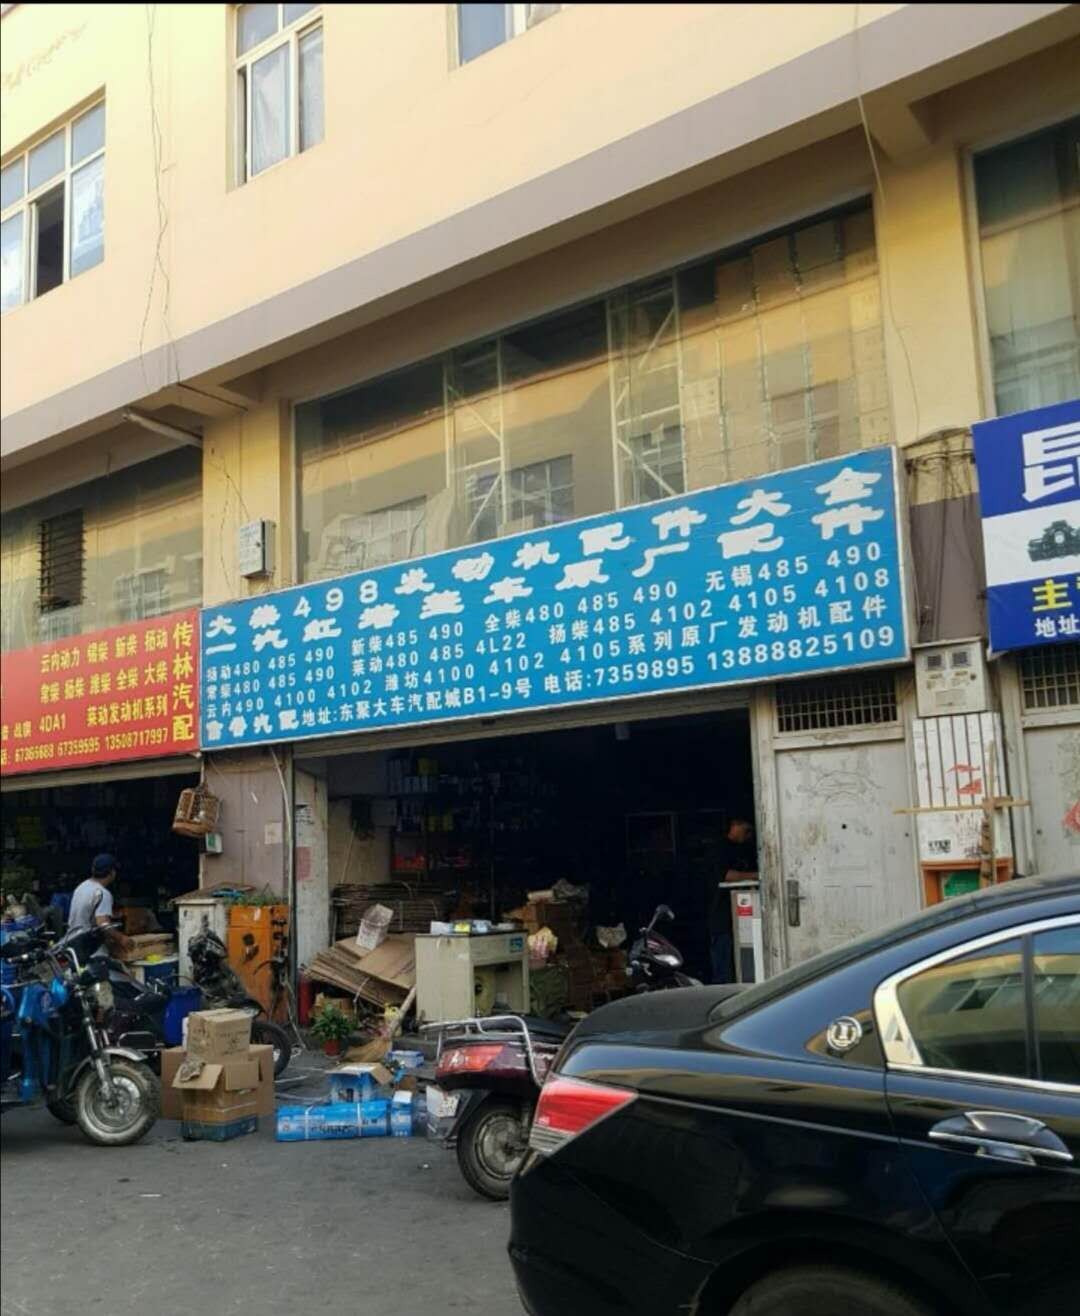 大柴498发动机配件大全
一汽红塔轻车原厂配件
扬动480 485 490 新柴485 490 全柴480 485 490 无锡485 490
常柴480 485 490 莱动480 485 4L22 扬柴485 4102 4105 4108
云内490 4100 4102 潍坊4100 4102 4105系列原厂发动机配件
汽配地址:东聚大车汽配城B1-9号 电话:7359895 13888825109
传林汽配
云内动力 锡柴 新柴 扬动
常柴 扬柴 潍柴 全柴 大柴
战旗 4DA1 莱动发动机系列
67366688 67359595 13508717997
昆
主
地址